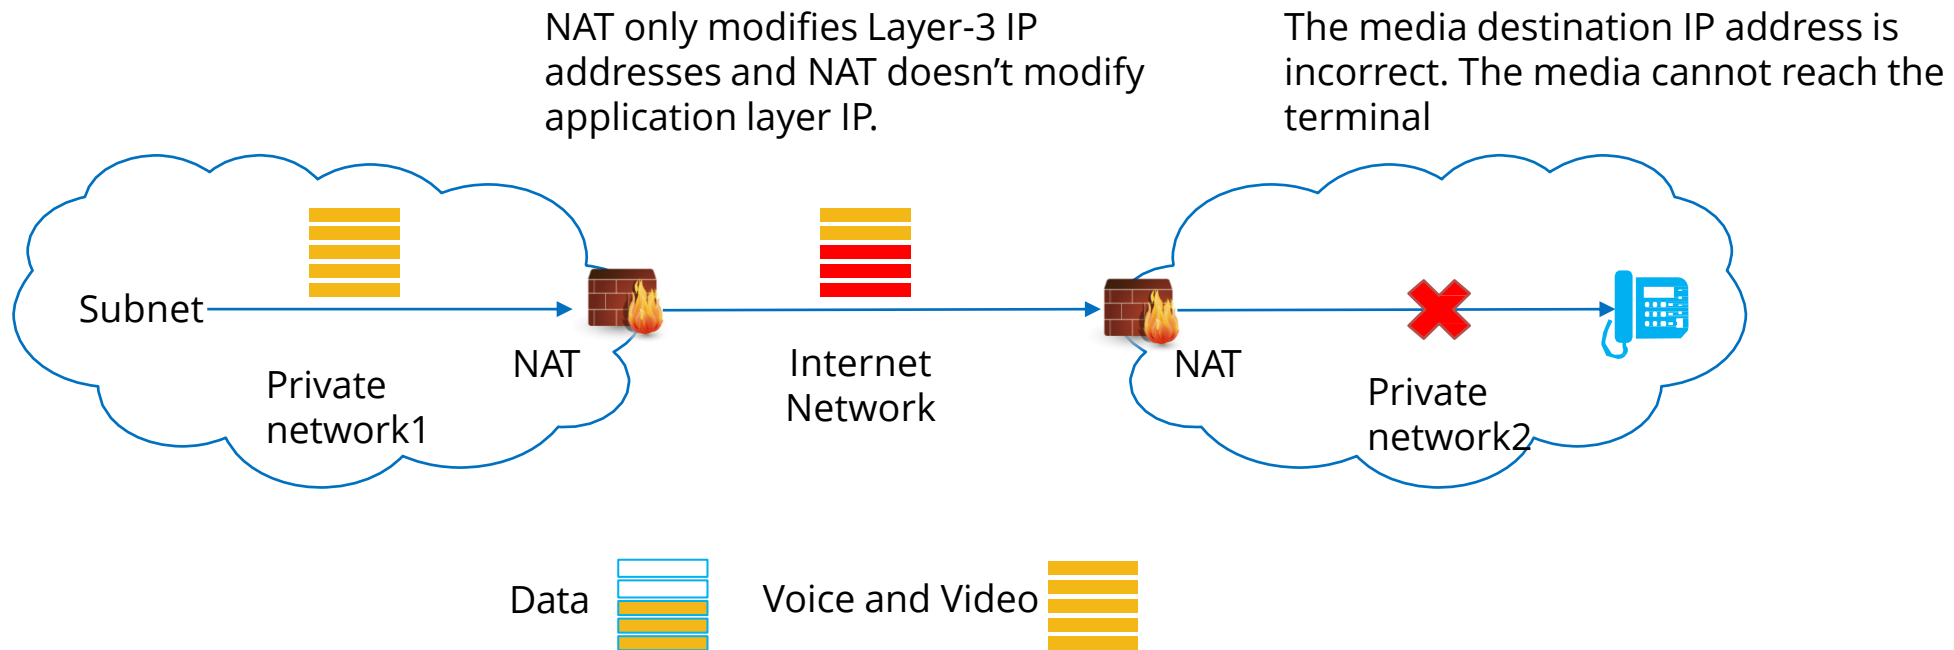 NAT only modifies Layer-3 IP
addresses and NAT doesn’t modify
application layer IP.
The media destination IP address is
incorrect. The media cannot reach the
terminal
Subnet
NAT
Private
network1
Internet
Network
NAT
Private
network2
Data
Voice and Video